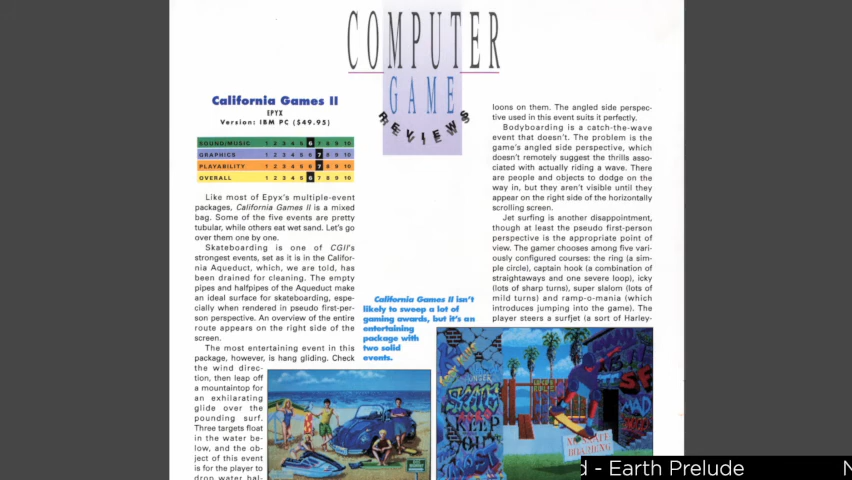 COMPUTER
GAME
REVIEWS
California Games II
EPYX
Version: IBM PC ($49.95)
SOUND/MUSIC 1 2 3 4 5 6 7 8 9 10
GRAPHICS 1 2 3 4 5 6 7 8 9 10
PLAYABILITY 1 2 3 4 5 6 7 8 9 10
OVERALL 1 2 3 4 5 6 7 8 9 10
Like most of Epyx's multiple-event
packages, California Games II is a mixed
bag. Some of the five events are pretty
tubular, while others eat wet sand. Let's go
over them one by one.
Skateboarding is one of CGII's
strongest events, set as it is in the Califor-
nia Aqueduct, which, we are told, has
been drained for cleaning. The empty
pipes and halfpipes of the Aqueduct make
an ideal surface for skateboarding, espe-
cially when rendered in pseudo first-per-
son perspective. An overview of the entire
route appears on the right side of the
screen.
The most entertaining event in this
package, however, is hang gliding. Check
the wind direc-
tion, then leap off
a mountaintop for
an exhilarating
glide over the
pounding surf.
Three targets float
in the water be-
low, and the ob-
ject of this event
is for the player to
drop water bal-
California Games II isn't
likely to sweep a lot of
gaming awards, but it's an
entertaining
package with
two solid
events.
loons on them. The angled side perspec-
tive used in this event suits it perfectly.
Bodyboarding is a catch-the-wave
event that doesn't. The problem is the
game's angled side perspective, which
doesn't remotely suggest the thrills asso-
ciated with actually riding a wave. There
are people and objects to dodge on the
way in, but they aren't visible until they
appear on the right side of the horizontally
scrolling screen.
Jet surfing is another disappointment,
though at least the pseudo first-person
perspective is the appropriate point of
view. The gamer chooses among five vari-
ously configured courses: the ring (a sim-
ple circle), captain hook (a combination of
straightaways and one severe loop), icky
(lots of sharp turns), super slalom (lots of
mild turns) and ramp-o-mania (which
introduces jumping into the game). The
player steers a surfjet (a sort of Harley-
KEEP
YOU
d - Earth Prelude
N